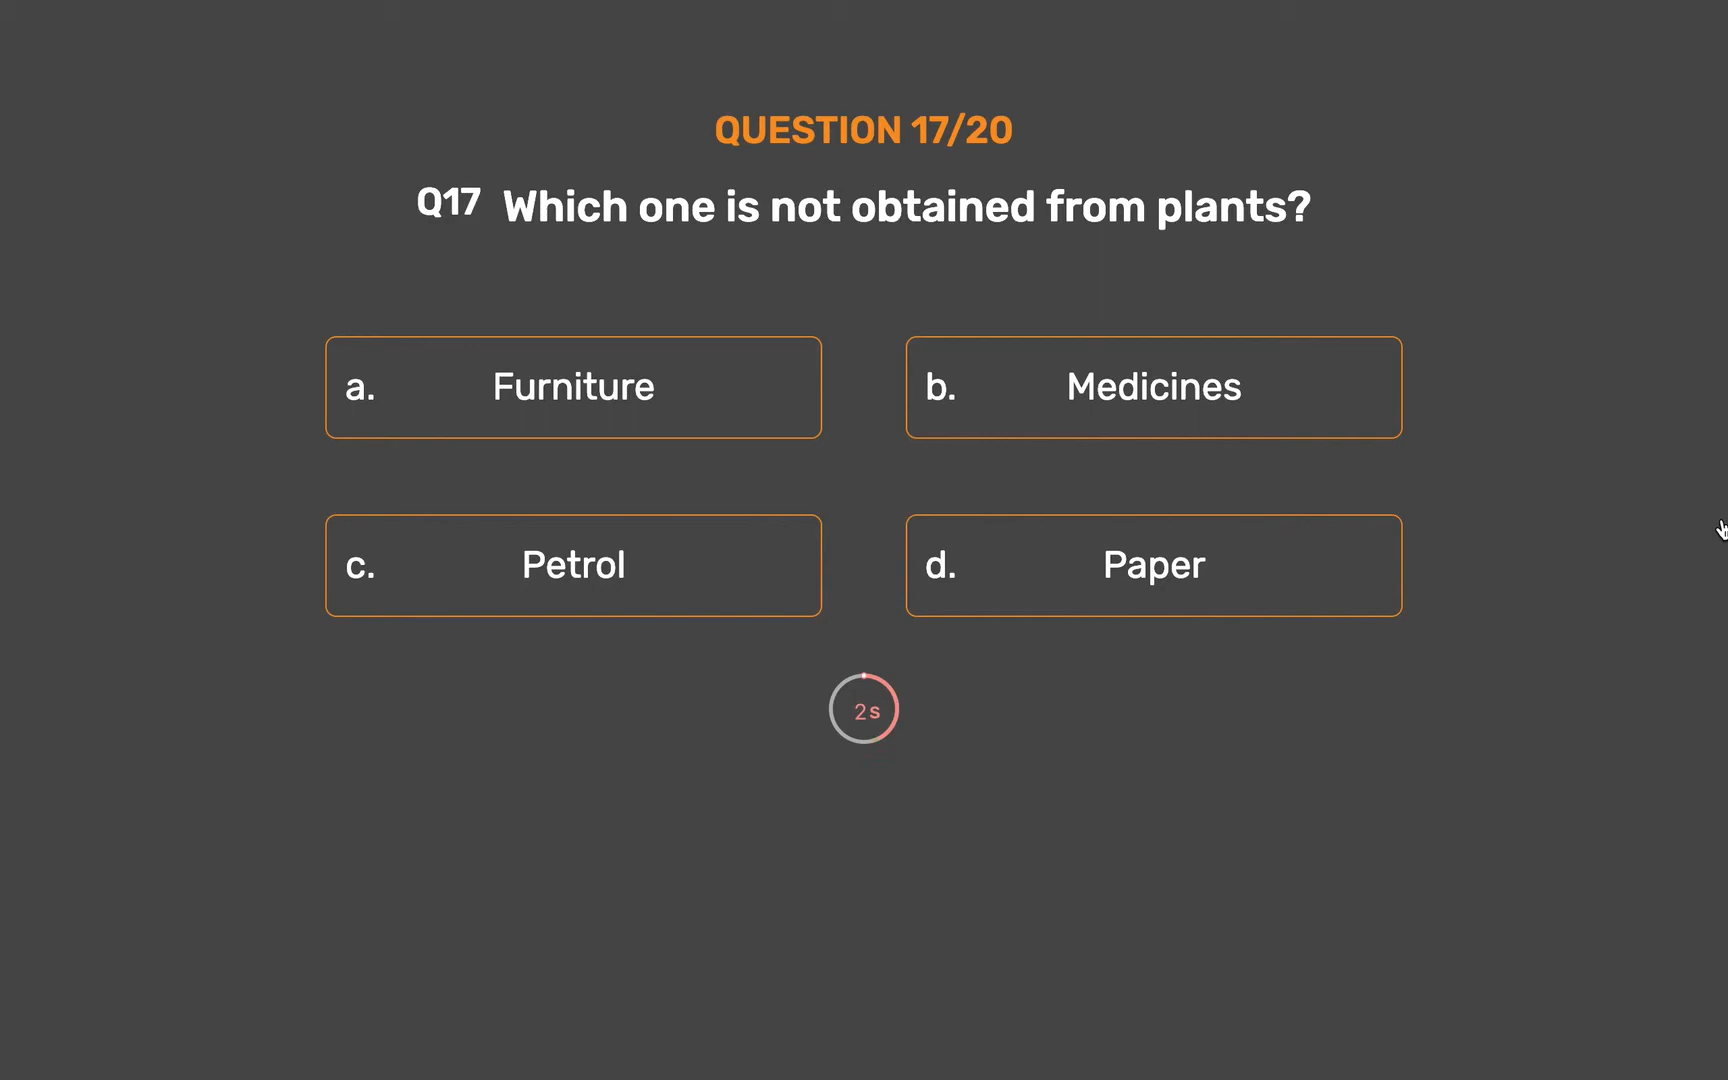 QUESTION 17/20
Q17 Which one is not obtained from plants?
a. Furniture
b. Medicines
c. Petrol
d. Paper
2s